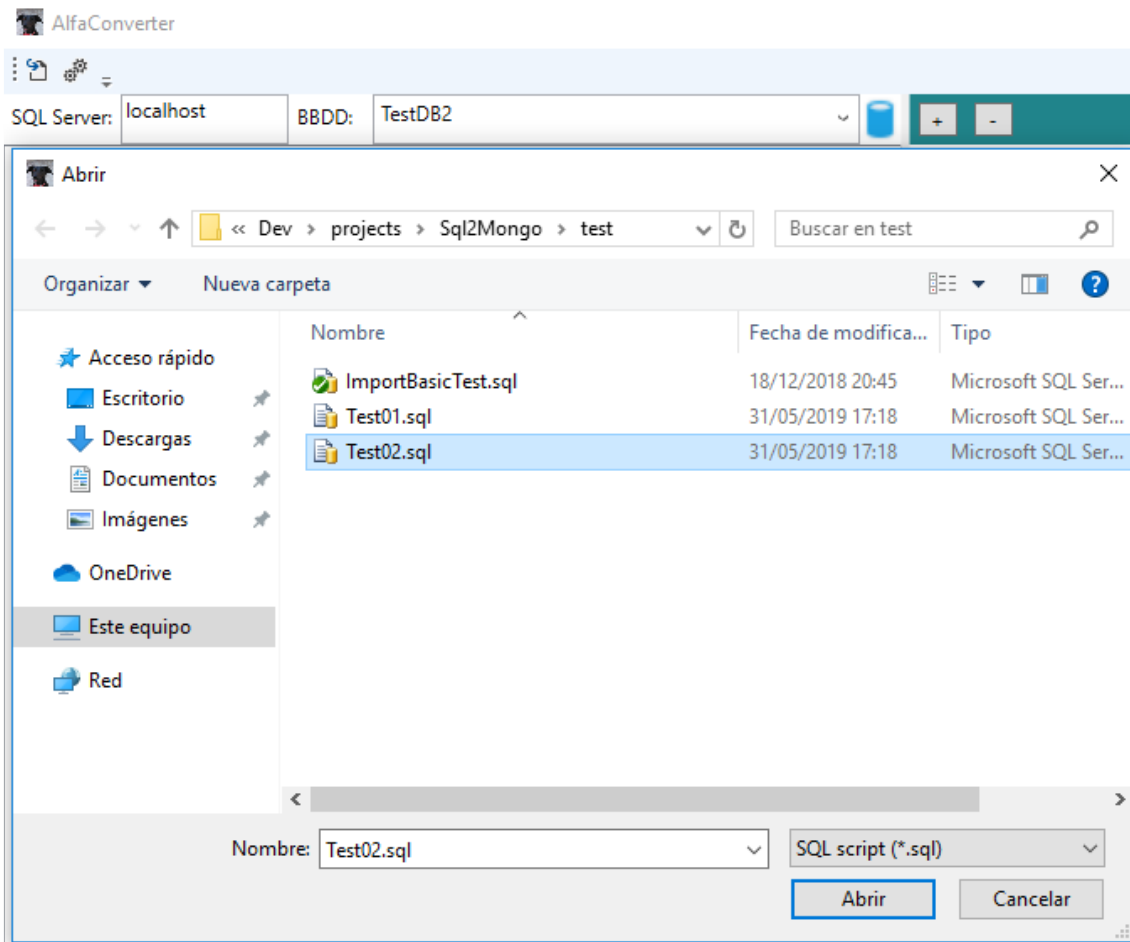 AlfaConverter
SQL Server: localhost BBDD: TestDB2 + -
Abrir
« Dev > projects > Sql2Mongo > test Buscar en test
Organizar Nueva carpeta ?
Nombre Fecha de modifica... Tipo
Acceso rápido
Escritorio
Descargas
Documentos
Imágenes
OneDrive
Este equipo
Red
ImportBasicTest.sql 18/12/2018 20:45 Microsoft SQL Ser...
Test01.sql 31/05/2019 17:18 Microsoft SQL Ser...
Test02.sql 31/05/2019 17:18 Microsoft SQL Ser...
Nombre: Test02.sql SQL script (*.sql)
Abrir Cancelar